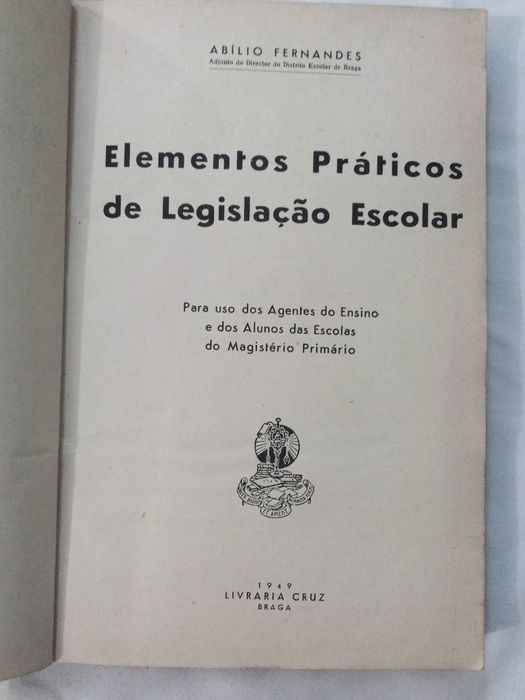 ABÍLIO FERNANDES
Adjunto do Director do Distrito Escolar de Braga
Elementos Práticos
de Legislação Escolar
Para uso dos Agentes do Ensino
e dos Alunos das Escolas
do Magistério Primário
1949
LIVRARIA CRUZ
BRAGA